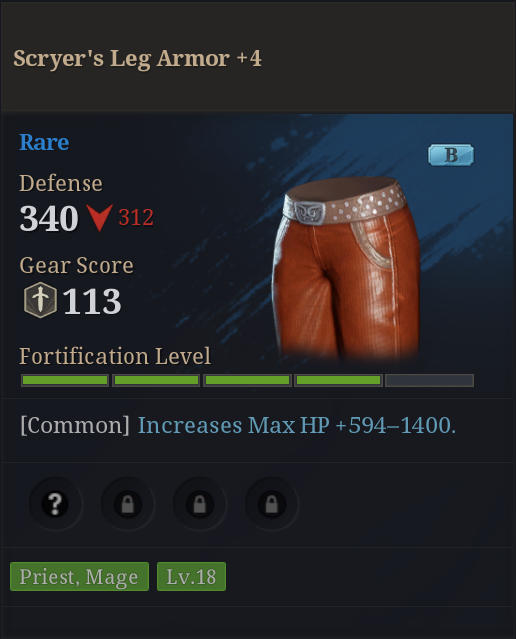 Scryer's Leg Armor +4
Rare
B
Defense
340 312
Gear Score
113
Fortification Level
[Common] Increases Max HP +594–1400.
?
Priest, Mage Lv.18